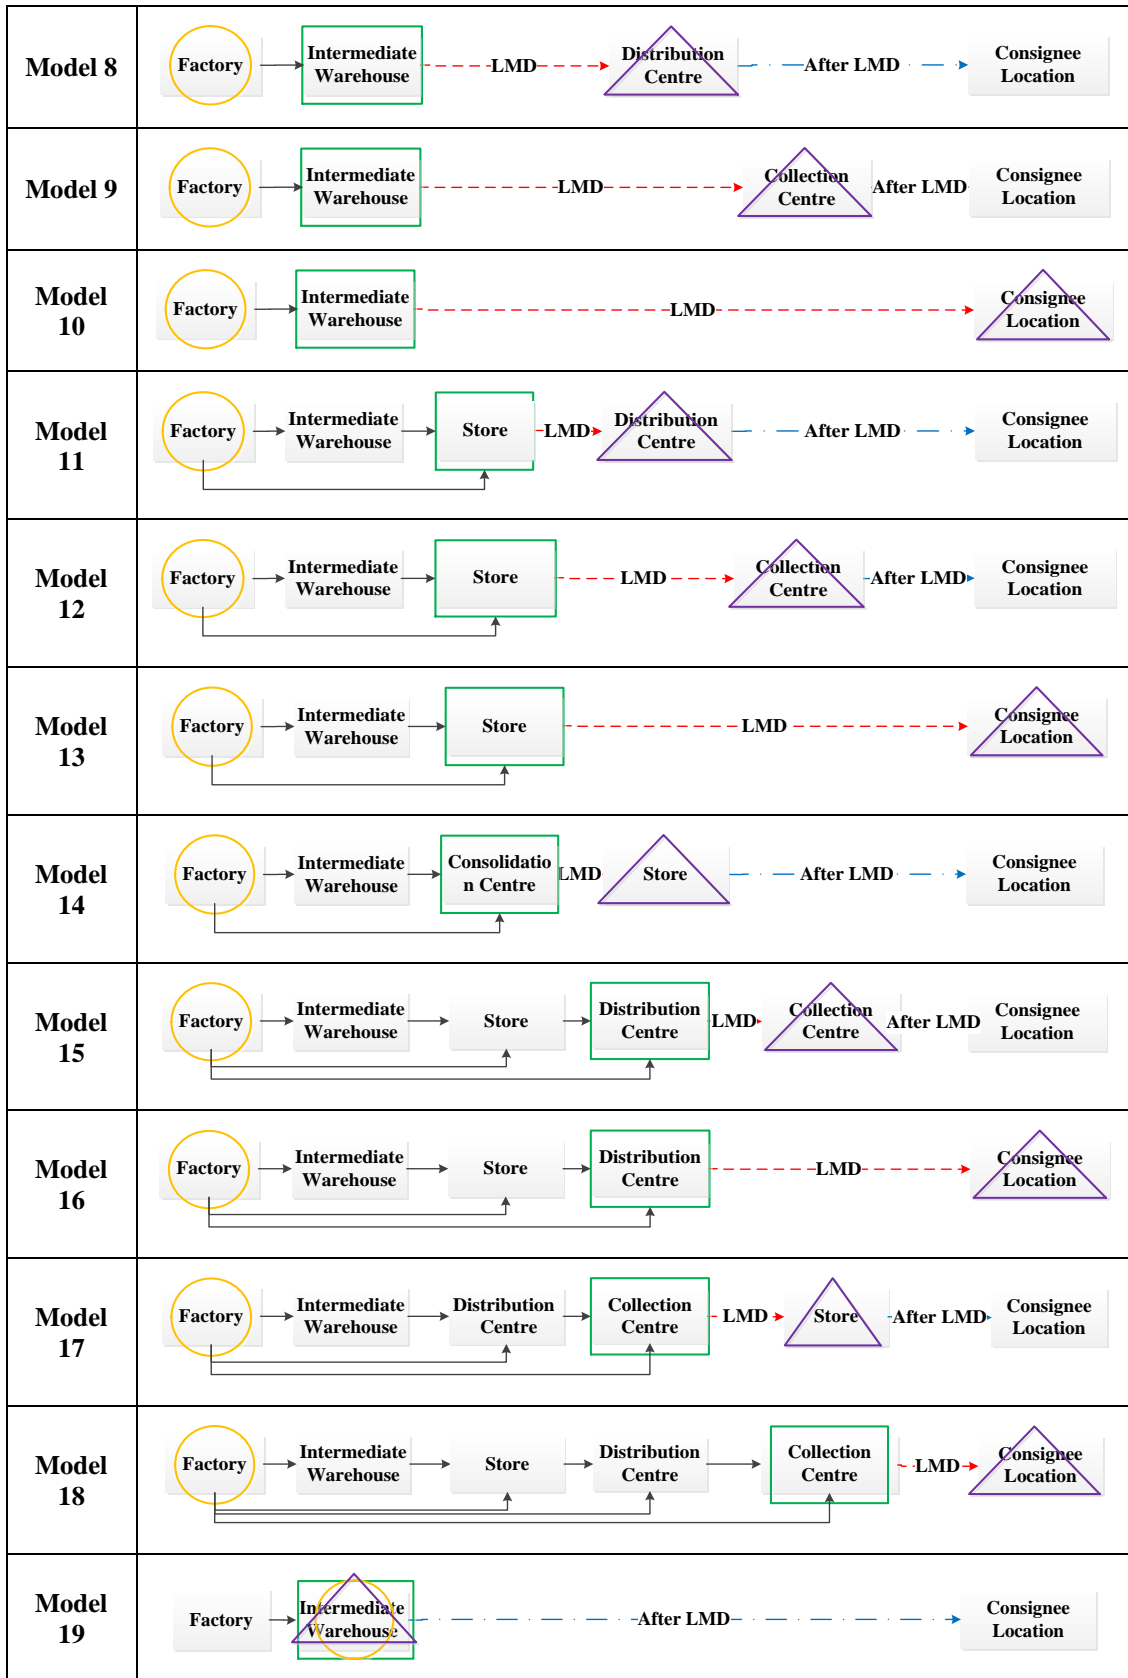 Model 8
Factory
Intermediate
Warehouse
LMD
Distribution
Centre
After LMD
Consignee
Location
Model 9
Factory
Intermediate
Warehouse
LMD
Collection
Centre
After LMD
Consignee
Location
Model
10
Factory
Intermediate
Warehouse
LMD
Consignee
Location
Model
11
Factory
Intermediate
Warehouse
Store
LMD
Distribution
Centre
After LMD
Consignee
Location
Model
12
Factory
Intermediate
Warehouse
Store
LMD
Collection
Centre
After LMD
Consignee
Location
Model
13
Factory
Intermediate
Warehouse
Store
LMD
Consignee
Location
Model
14
Factory
Intermediate
Warehouse
Consolidatio
n Centre
LMD
Store
After LMD
Consignee
Location
Model
15
Factory
Intermediate
Warehouse
Store
Distribution
Centre
LMD
Collection
Centre
After LMD
Consignee
Location
Model
16
Factory
Intermediate
Warehouse
Store
Distribution
Centre
LMD
Consignee
Location
Model
17
Factory
Intermediate
Warehouse
Distribution
Centre
Collection
Centre
LMD
Store
After LMD
Consignee
Location
Model
18
Factory
Intermediate
Warehouse
Store
Distribution
Centre
Collection
Centre
LMD
Consignee
Location
Model
19
Factory
Intermediate
Warehouse
After LMD
Consignee
Location